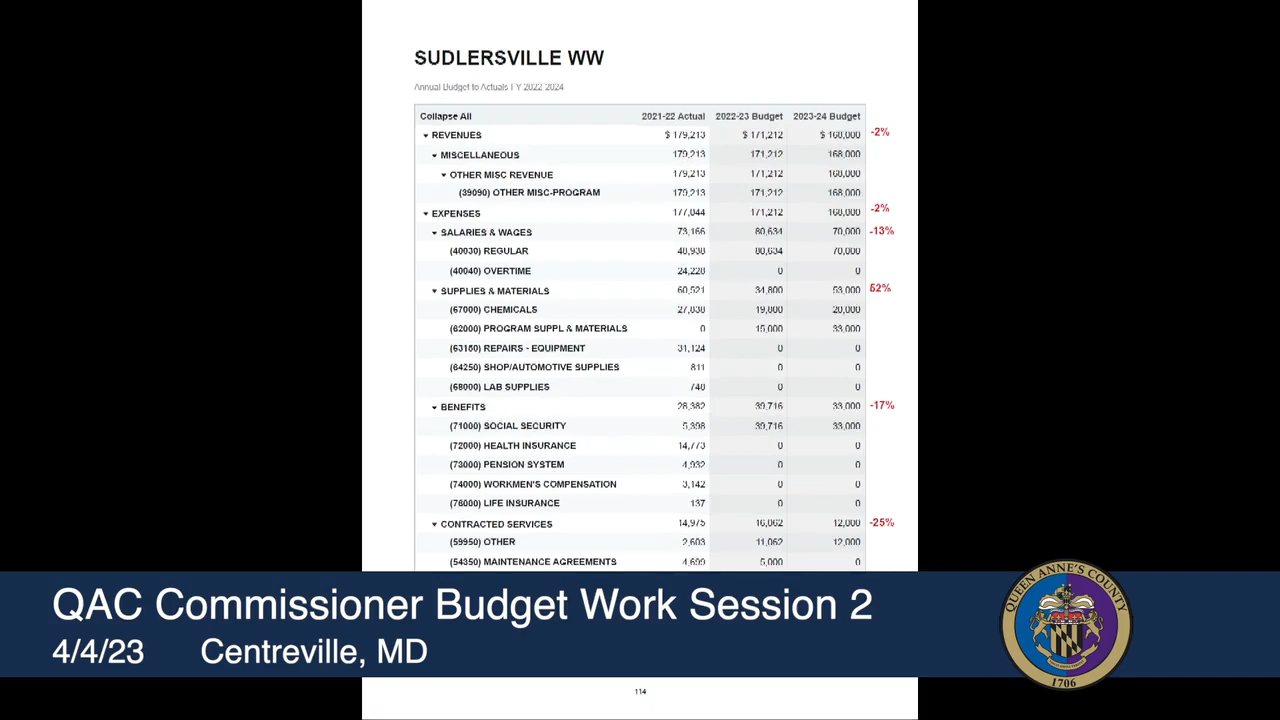 SUDLERSVILLE WW
Annual Budget to Actuals FY 2022-2024
Collapse All 2021-22 Actual 2022-23 Budget 2023-24 Budget
REVENUES $ 179,213 $ 171,212 $ 168,000 -2%
MISCELLANEOUS 179,213 171,212 168,000
OTHER MISC REVENUE 179,213 171,212 168,000
(39090) OTHER MISC-PROGRAM 179,213 171,212 168,000
EXPENSES 177,044 171,212 168,000 -2%
SALARIES & WAGES 73,166 80,634 70,000 -13%
(40030) REGULAR 48,938 80,634 70,000
(40040) OVERTIME 24,228 0 0
SUPPLIES & MATERIALS 60,521 34,800 53,000 52%
(67000) CHEMICALS 27,838 19,800 20,000
(62000) PROGRAM SUPPL & MATERIALS 0 15,000 33,000
(63150) REPAIRS - EQUIPMENT 31,124 0 0
(64250) SHOP/AUTOMOTIVE SUPPLIES 811 0 0
(68000) LAB SUPPLIES 748 0 0
BENEFITS 28,382 39,716 33,000 -17%
(71000) SOCIAL SECURITY 5,398 39,716 33,000
(72000) HEALTH INSURANCE 14,773 0 0
(73000) PENSION SYSTEM 4,932 0 0
(74000) WORKMEN'S COMPENSATION 3,142 0 0
(76000) LIFE INSURANCE 137 0 0
CONTRACTED SERVICES 14,975 16,062 12,000 -25%
(59950) OTHER 2,603 11,062 12,000
(54350) MAINTENANCE AGREEMENTS 4,699 5,000 0
QAC Commissioner Budget Work Session 2
4/4/23 Centreville, MD
QUEEN ANNE'S COUNTY
1706
114